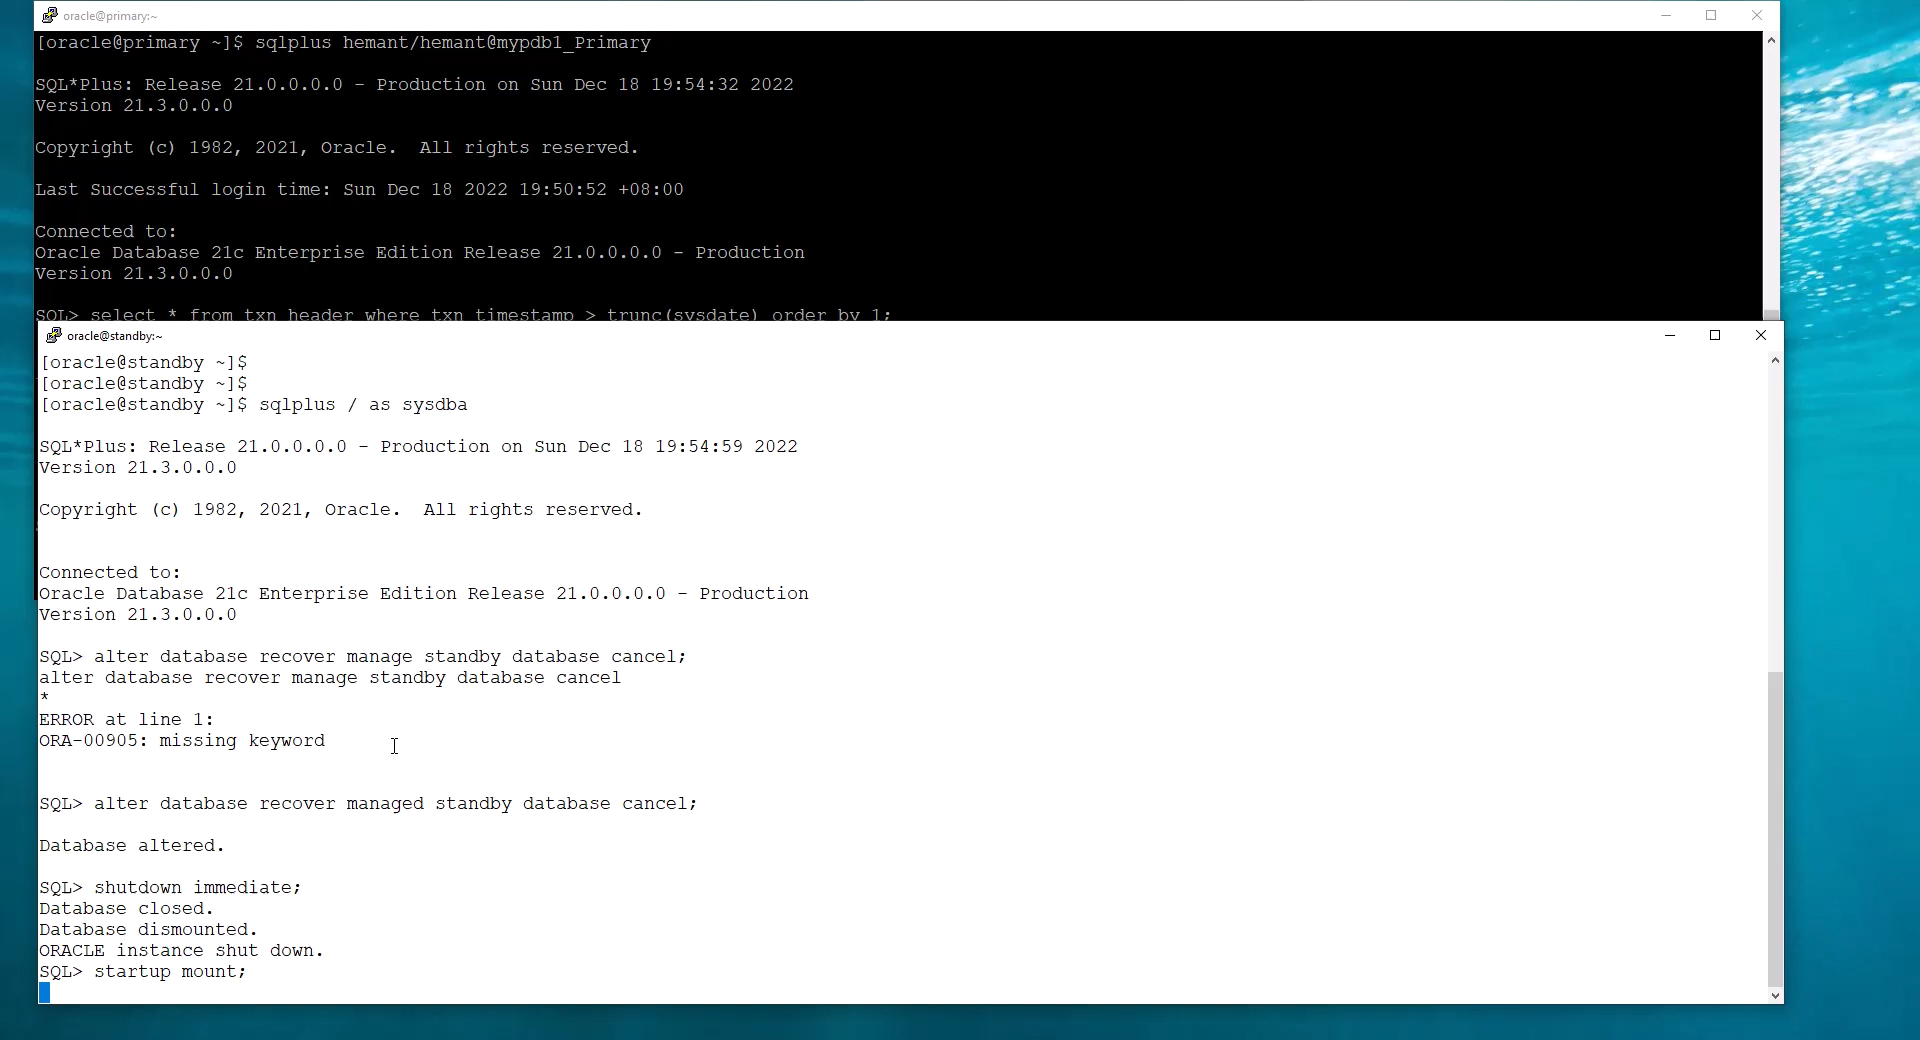 oracle@primary:~
[oracle@primary ~]$ sqlplus hemant/hemant@mypdb1_Primary
SQL*Plus: Release 21.0.0.0.0 - Production on Sun Dec 18 19:54:32 2022
Version 21.3.0.0.0
Copyright (c) 1982, 2021, Oracle.  All rights reserved.
Last Successful login time: Sun Dec 18 2022 19:50:52 +08:00
Connected to:
Oracle Database 21c Enterprise Edition Release 21.0.0.0.0 - Production
Version 21.3.0.0.0
SQL> select * from txn_header where txn_timestamp > trunc(sysdate) order by 1;
oracle@standby:~
[oracle@standby ~]$
[oracle@standby ~]$
[oracle@standby ~]$ sqlplus / as sysdba
SQL*Plus: Release 21.0.0.0.0 - Production on Sun Dec 18 19:54:59 2022
Version 21.3.0.0.0
Copyright (c) 1982, 2021, Oracle.  All rights reserved.
Connected to:
Oracle Database 21c Enterprise Edition Release 21.0.0.0.0 - Production
Version 21.3.0.0.0
SQL> alter database recover manage standby database cancel;
alter database recover manage standby database cancel
*
ERROR at line 1:
ORA-00905: missing keyword
SQL> alter database recover managed standby database cancel;
Database altered.
SQL> shutdown immediate;
Database closed.
Database dismounted.
ORACLE instance shut down.
SQL> startup mount;